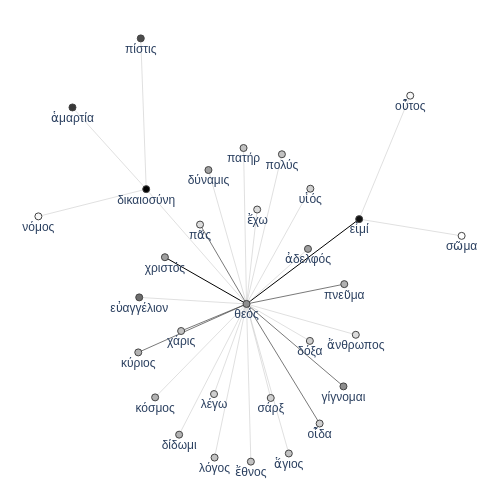 πίστις
οὗτος
ἁμαρτία
πατήρ
πολύς
δύναμις
δικαιοσύνη
υἱός
ἔχω
νόμος
πᾶς
εἰμί
σῶμα
ἀδελφός
χριστός
πνεῦμα
εὐαγγέλιον
θεός
χάρις
ἄνθρωπος
δόξα
κύριος
γίνομαι
λέγω
κόσμος
σάρξ
οἶδα
δίδωμι
ἅγιος
λόγος
ἔθνος